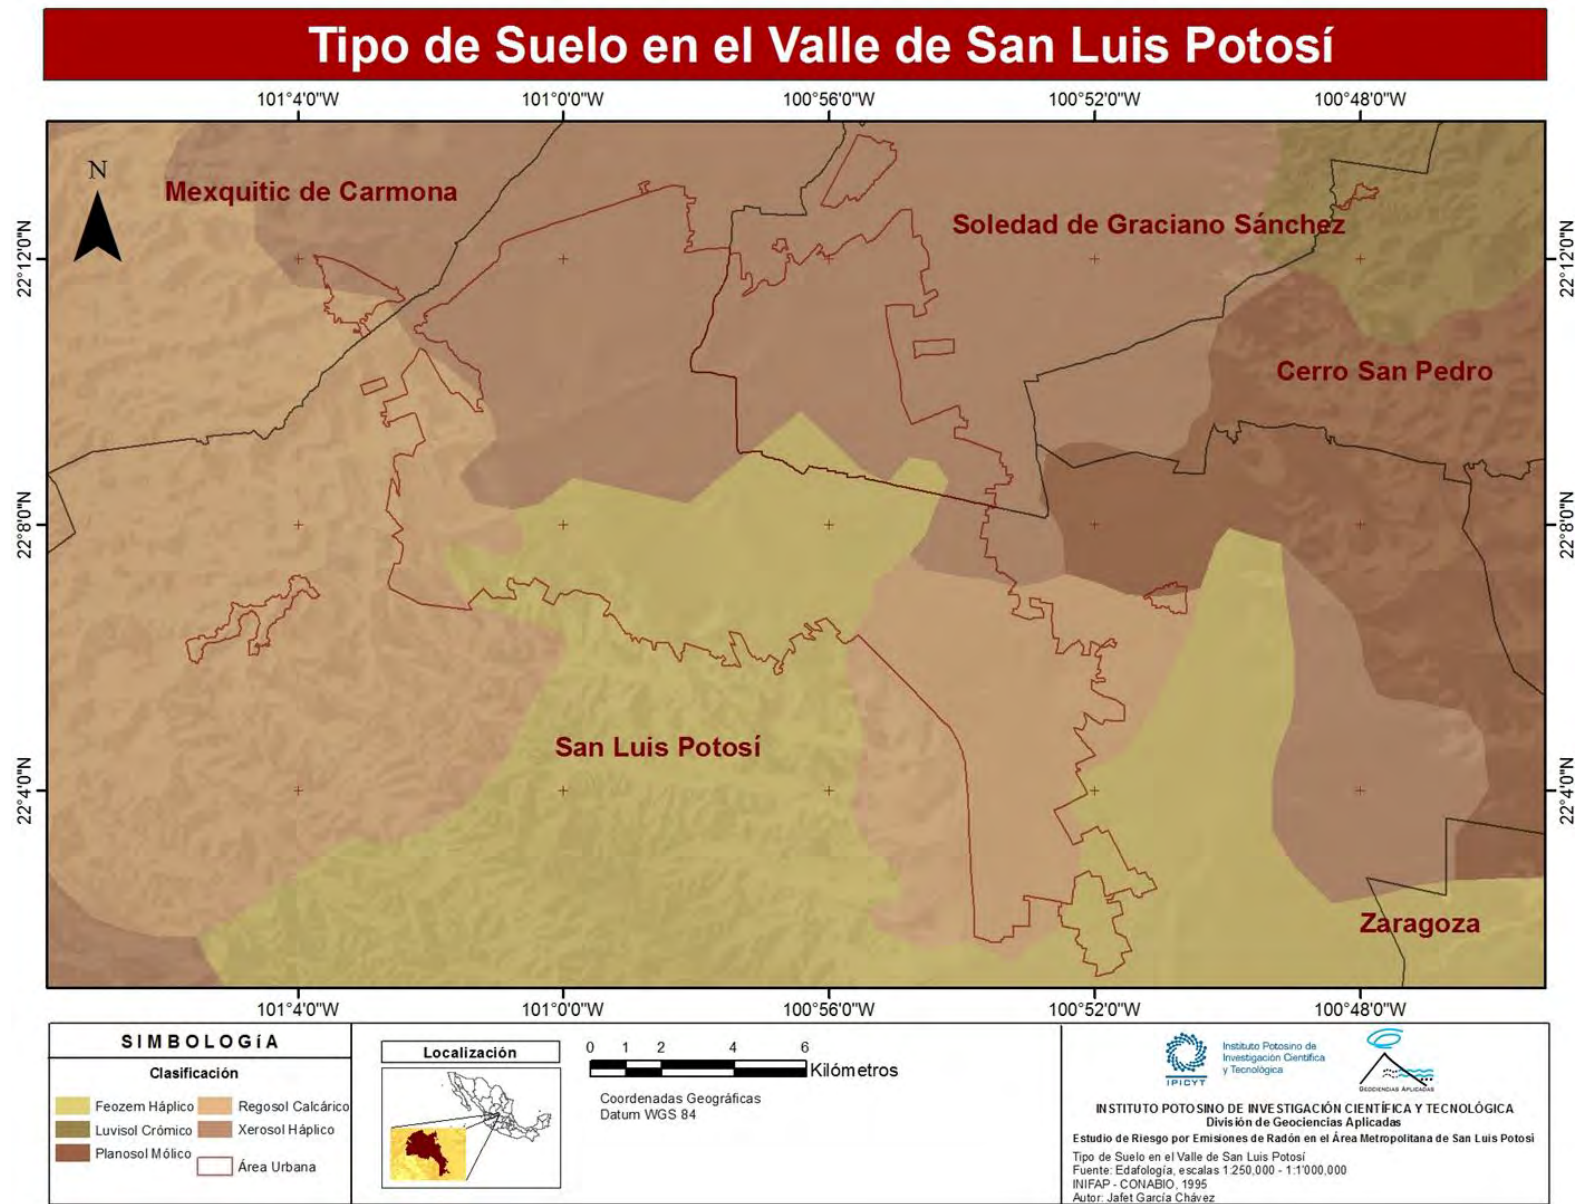 Tipo de Suelo en el Valle de San Luis Potosí
101°4'0"W 101°0'0"W 100°56'0"W 100°52'0"W 100°48'0"W
N
Mexquitic de Carmona
Soledad de Graciano Sánchez
22°12'0"N 22°12'0"N
Cerro San Pedro
22°8'0"N 22°8'0"N
San Luis Potosí
22°4'0"N 22°4'0"N
Zaragoza
101°4'0"W 101°0'0"W 100°56'0"W 100°52'0"W 100°48'0"W
SIMBOLOGíA
Clasificación
Feozem Háplico
Luvisol Crómico
Planosol Mólico
Regosol Calcárico
Xerosol Háplico
Área Urbana
Localización
0 1 2 4 6
Kilómetros
Coordenadas Geográficas
Datum WGS 84
IPICYT
Instituto Potosino de
Investigación Científica
y Tecnológica
GEOCIENCIAS APLICADAS
INSTITUTO POTOSINO DE INVESTIGACIÓN CIENTÍFICA Y TECNOLÓGICA
División de Geociencias Aplicadas
Estudio de Riesgo por Emisiones de Radón en el Área Metropolitana de San Luis Potosí
Tipo de Suelo en el Valle de San Luis Potosí
Fuente: Edafología, escalas 1:250,000 - 1:1'000,000
INIFAP - CONABIO, 1995
Autor: Jafet García Chávez